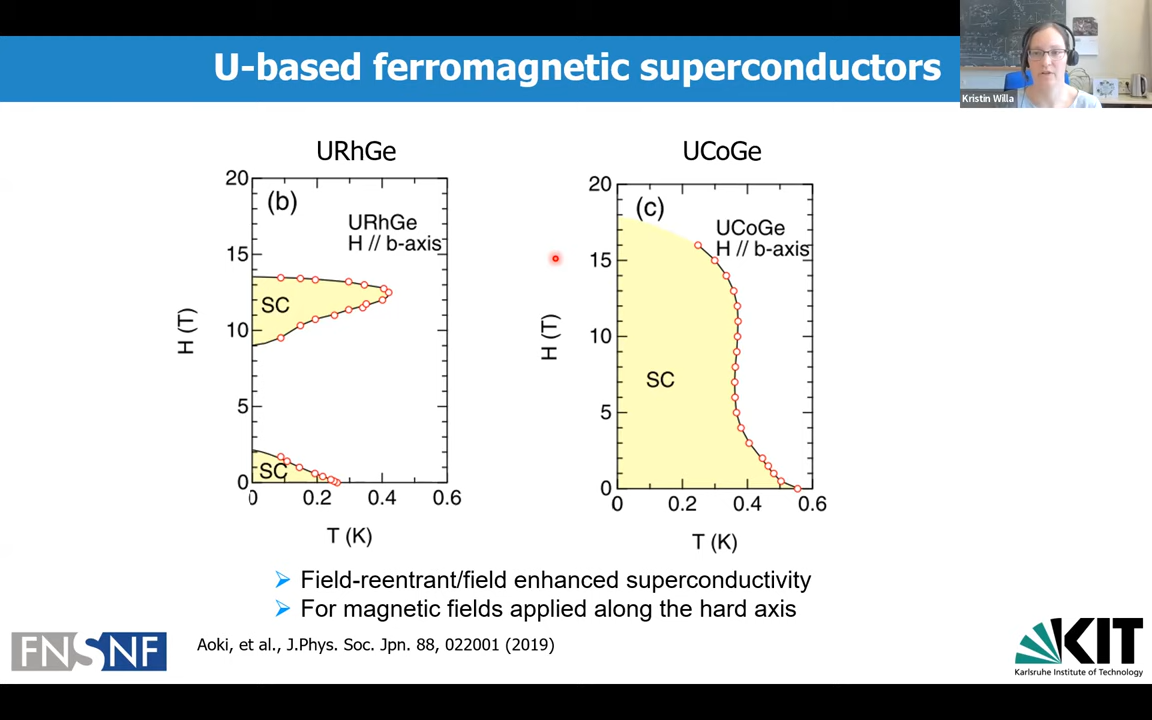 U-based ferromagnetic superconductors
Kristin Willa
URhGe
20
15
10
5
0
H (T)
(b)
URhGe
H // b-axis
SC
SC
0
0.2
0.4
0.6
T (K)
UCoGe
20
15
10
5
0
H (T)
(c)
UCoGe
H // b-axis
SC
0
0.2
0.4
0.6
T (K)
Field-reentrant/field enhanced superconductivity
For magnetic fields applied along the hard axis
Aoki, et al., J.Phys. Soc. Jpn. 88, 022001 (2019)
FNSNF
KIT
Karlsruhe Institute of Technology